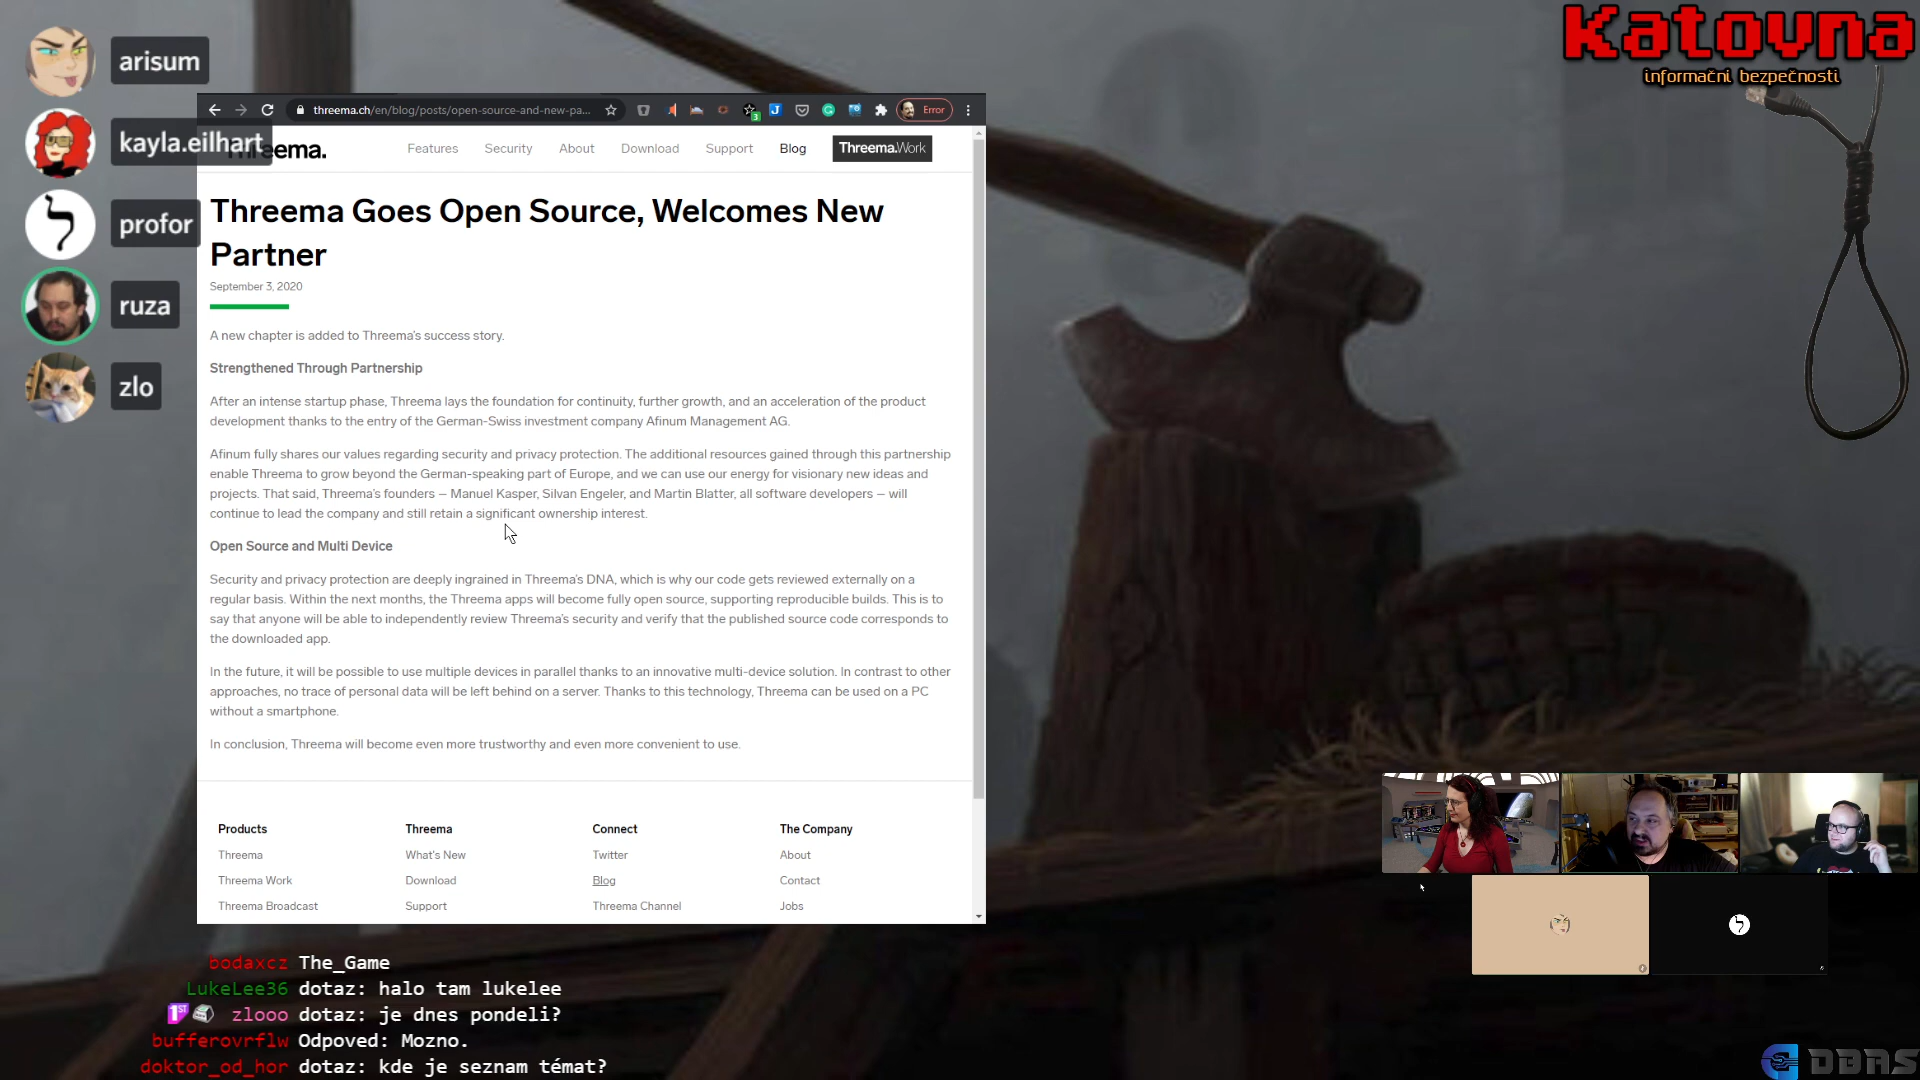 Katovna
informační bezpečnosti
arisum
kayla.eilhart
profor
ruza
zlo
threema.ch/en/blog/posts/open-source-and-new-pa...
3
J
Error
reema.
Features
Security
About
Download
Support
Blog
Threema.Work
Threema Goes Open Source, Welcomes New
Partner
September 3, 2020
A new chapter is added to Threema's success story.
Strengthened Through Partnership
After an intense startup phase, Threema lays the foundation for continuity, further growth, and an acceleration of the product
development thanks to the entry of the German-Swiss investment company Afinum Management AG.
Afinum fully shares our values regarding security and privacy protection. The additional resources gained through this partnership
enable Threema to grow beyond the German-speaking part of Europe, and we can use our energy for visionary new ideas and
projects. That said, Threema's founders – Manuel Kasper, Silvan Engeler, and Martin Blatter, all software developers – will
continue to lead the company and still retain a significant ownership interest.
Open Source and Multi Device
Security and privacy protection are deeply ingrained in Threema's DNA, which is why our code gets reviewed externally on a
regular basis. Within the next months, the Threema apps will become fully open source, supporting reproducible builds. This is to
say that anyone will be able to independently review Threema's security and verify that the published source code corresponds to
the downloaded app.
In the future, it will be possible to use multiple devices in parallel thanks to an innovative multi-device solution. In contrast to other
approaches, no trace of personal data will be left behind on a server. Thanks to this technology, Threema can be used on a PC
without a smartphone.
In conclusion, Threema will become even more trustworthy and even more convenient to use.
Products
Threema
Threema Work
Threema Broadcast
Threema
What's New
Download
Support
Connect
Twitter
Blog
Threema Channel
The Company
About
Contact
Jobs
bodaxcz The_Game
LukeLee36 dotaz: halo tam lukelee
1ST zlooo dotaz: je dnes pondeli?
bufferovrflw Odpoved: Mozno.
doktor_od_hor dotaz: kde je seznam témat?
DBAS